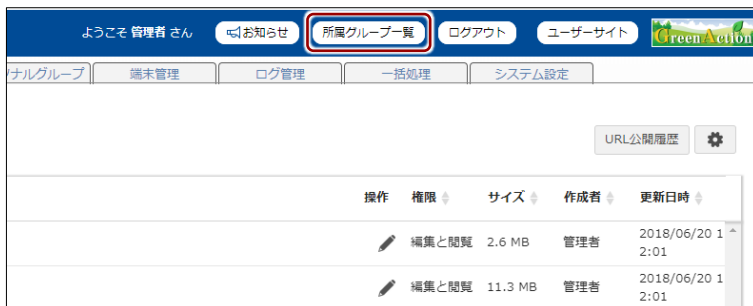 ようこそ 管理者 さん お知らせ 所属グループ一覧 ログアウト ユーザーサイト GreenAction
ナルグループ 端末管理 ログ管理 一括処理 システム設定
URL公開履歴
操作 権限 サイズ 作成者 更新日時
編集と閲覧 2.6 MB 管理者 2018/06/20 1
2:01
編集と閲覧 11.3 MB 管理者 2018/06/20 1
2:01